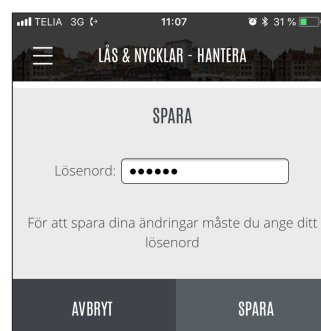 TELIA 3G 11:07 31 %
LÅS & NYCKLAR - HANTERA
SPARA
Lösenord: ●●●●●●
För att spara dina ändringar måste du ange ditt
lösenord
AVBRYT SPARA